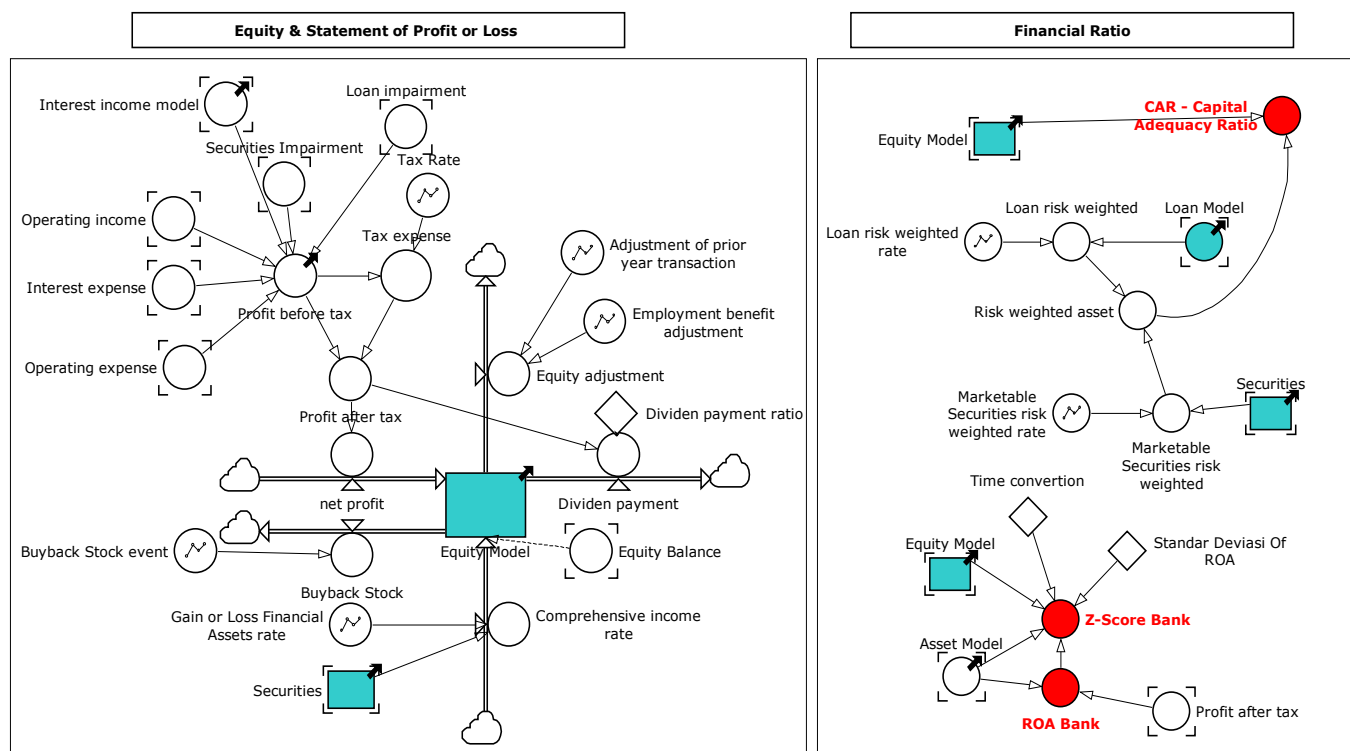 Equity & Statement of Profit or Loss
Interest income model
Loan impairment
Securities Impairment
Tax Rate
Operating income
Tax expense
Adjustment of prior
year transaction
Interest expense
Profit before tax
Employment benefit
adjustment
Operating expense
Equity adjustment
Profit after tax
Dividen payment ratio
net profit
Dividen payment
Buyback Stock event
Equity Model
Equity Balance
Buyback Stock
Gain or Loss Financial
Assets rate
Comprehensive income
rate
Securities
Financial Ratio
CAR - Capital
Adequacy Ratio
Equity Model
Loan risk weighted
Loan Model
Loan risk weighted
rate
Risk weighted asset
Securities
Marketable
Securities risk
weighted rate
Marketable
Securities risk
weighted
Time convertion
Equity Model
Standar Deviasi Of
ROA
Z-Score Bank
Asset Model
ROA Bank
Profit after tax